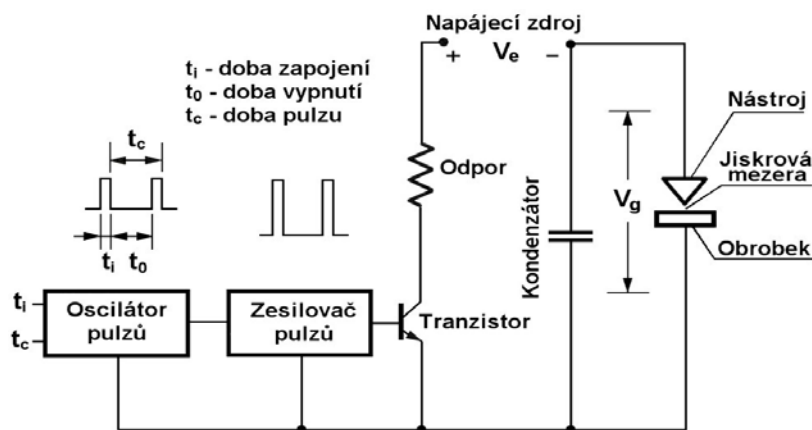 Napájecí zdroj
+ Vₑ −
tᵢ - doba zapojení
t₀ - doba vypnutí
t꜀ - doba pulzu
t꜀
tᵢ t₀
Odpor
Kondenzátor
V_g
Nástroj
Jiskrová
mezera
Obrobek
tᵢ
t꜀
Oscilátor
pulzů
Zesilovač
pulzů
Tranzistor